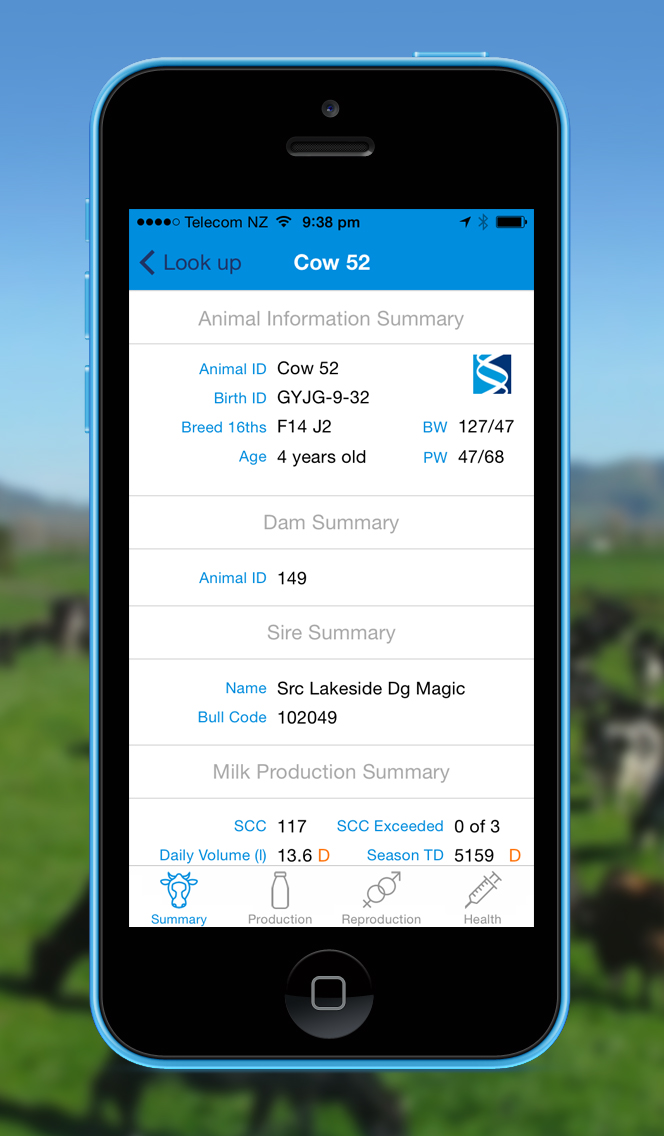 Telecom NZ 9:38 pm
Look up Cow 52
Animal Information Summary
Animal ID Cow 52
Birth ID GYJG-9-32
Breed 16ths F14 J2 BW 127/47
Age 4 years old PW 47/68
Dam Summary
Animal ID 149
Sire Summary
Name Src Lakeside Dg Magic
Bull Code 102049
Milk Production Summary
SCC 117 SCC Exceeded 0 of 3
Daily Volume (l) 13.6 D Season TD 5159 D
Summary Production Reproduction Health